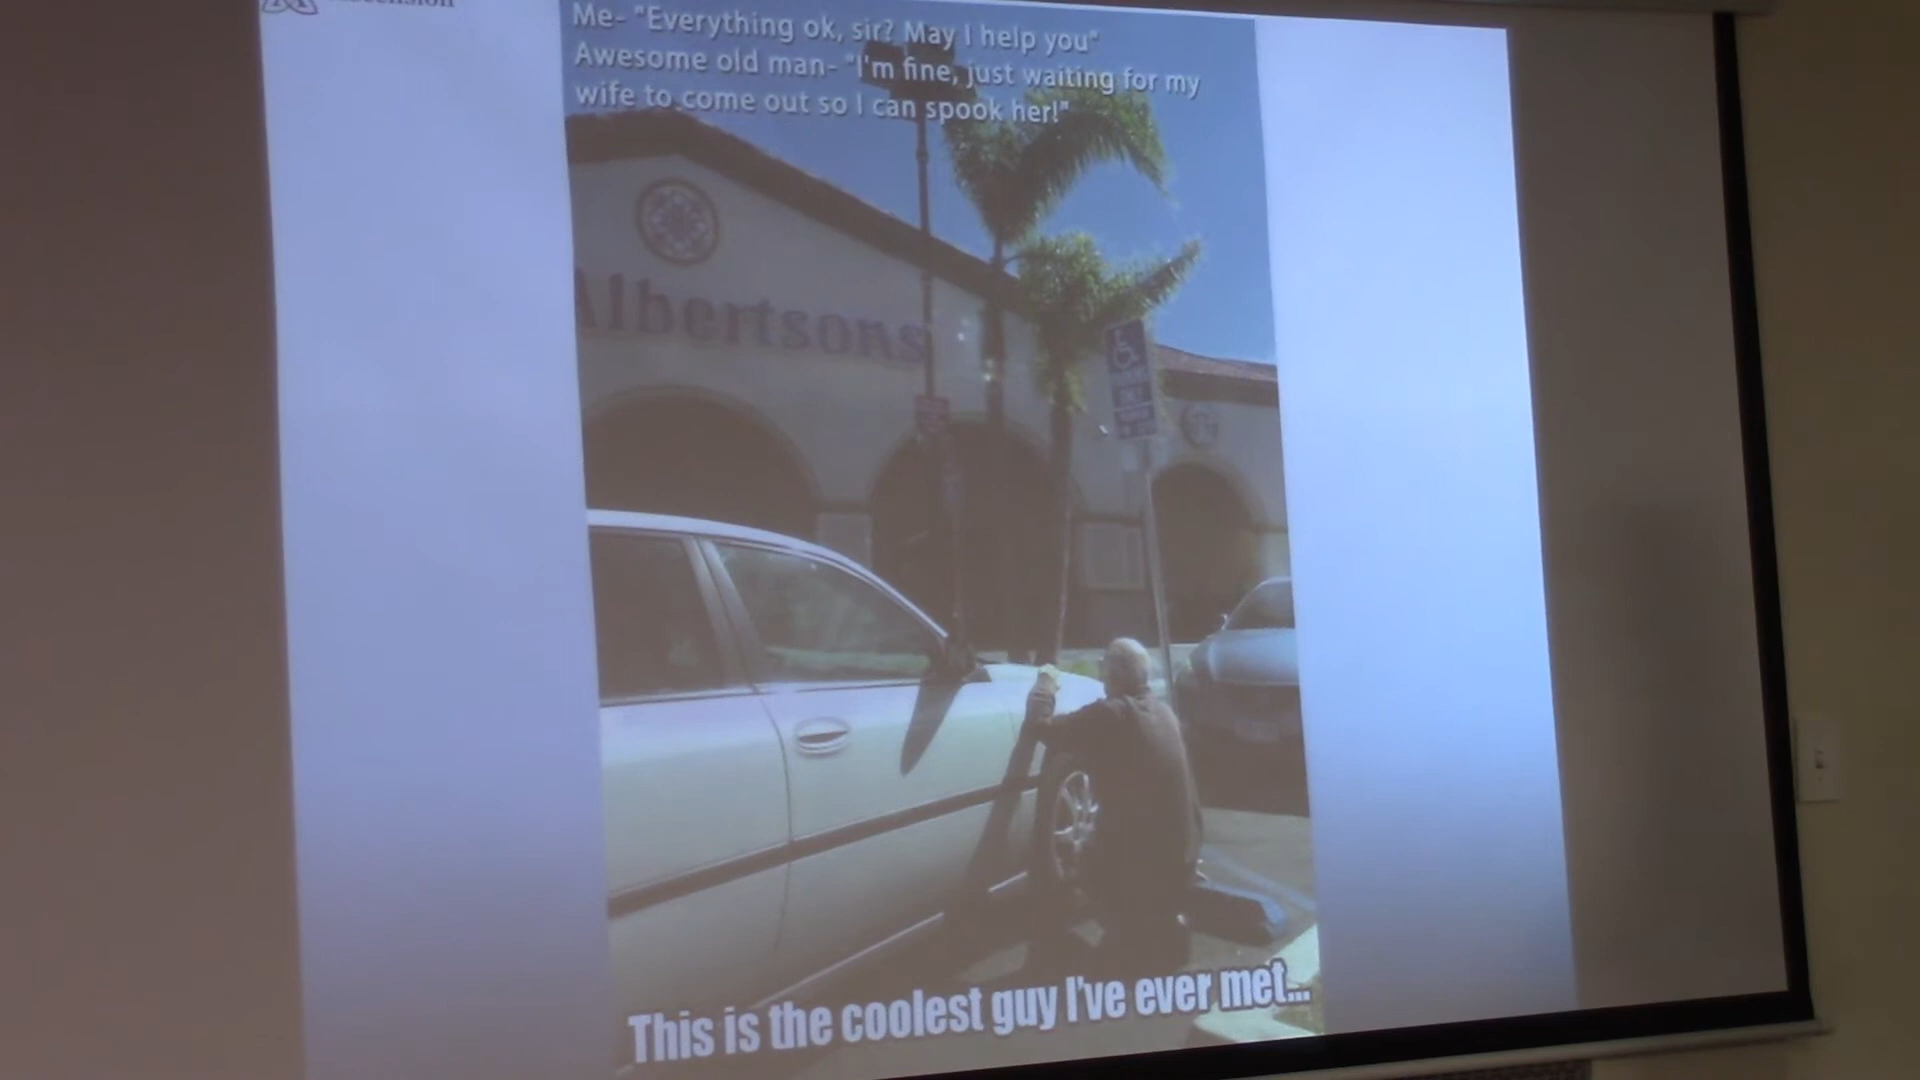 Me- "Everything ok, sir? May I help you"
Awesome old man- "I'm fine, just waiting for my
wife to come out so I can spook her!"
Albertsons
This is the coolest guy I've ever met...